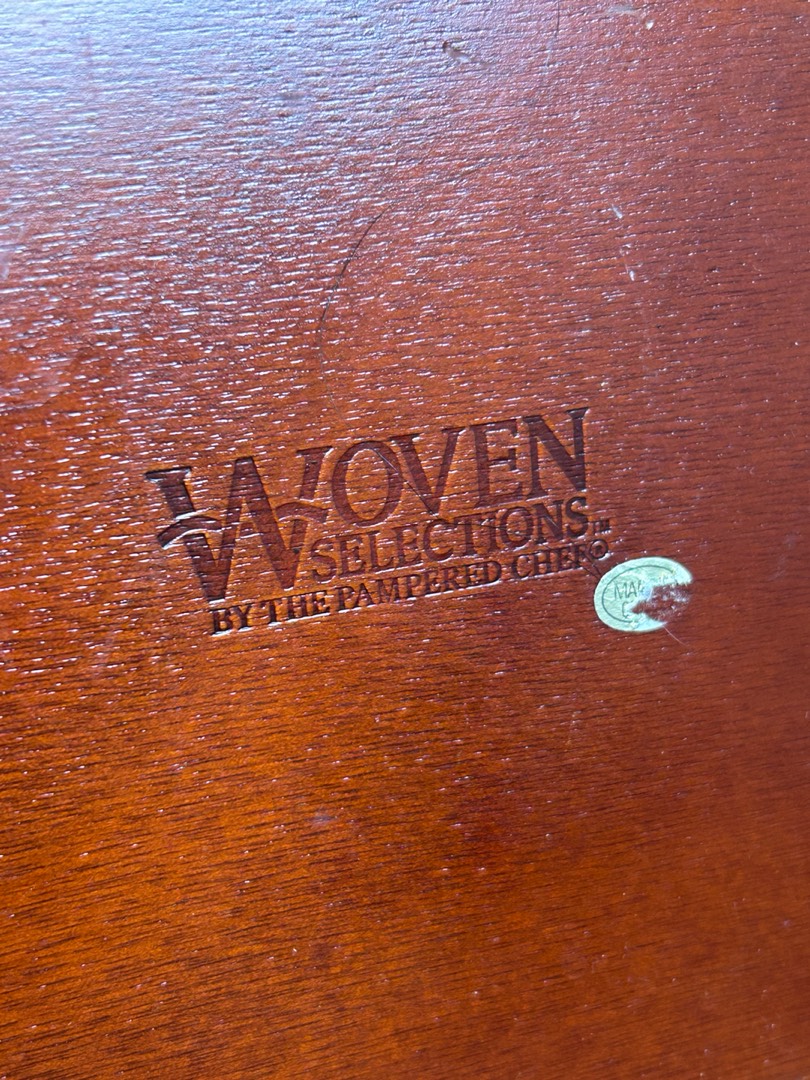 WOVEN
SELECTIONS™
BY THE PAMPERED CHEF®